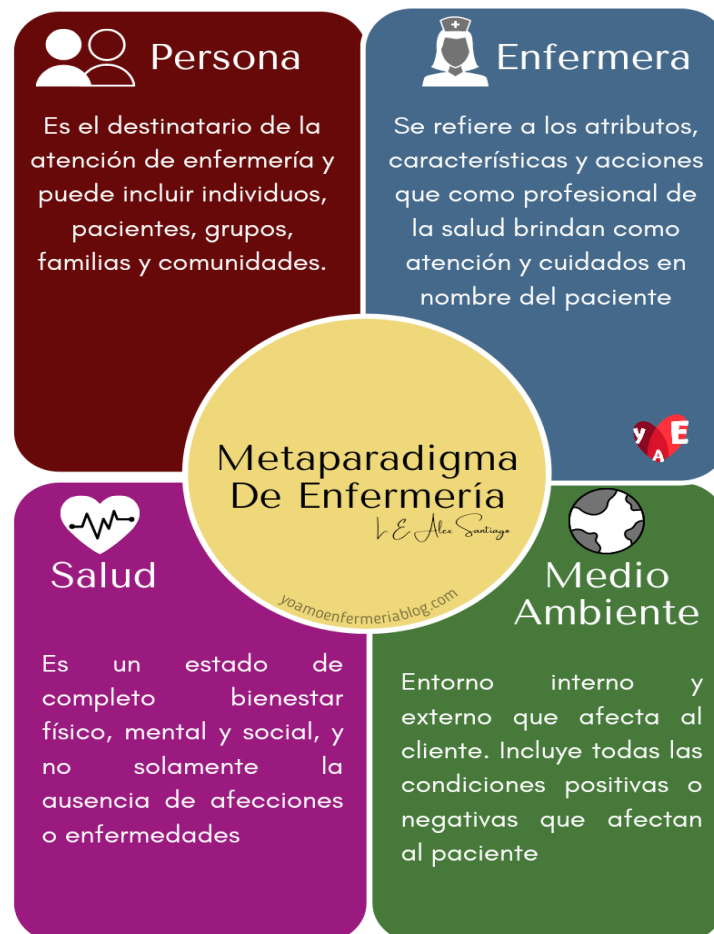 Persona
Es el destinatario de la
atención de enfermería y
puede incluir individuos,
pacientes, grupos,
familias y comunidades.
Enfermera
Se refiere a los atributos,
características y acciones
que como profesional de
la salud brindan como
atención y cuidados en
nombre del paciente
y A E
Metaparadigma
De Enfermería
L E Alex Santiago
yoamoenfermeriablog.com
Salud
Es un estado de
completo bienestar
físico, mental y social, y
no solamente la
ausencia de afecciones
o enfermedades
Medio
Ambiente
Entorno interno y
externo que afecta al
cliente. Incluye todas las
condiciones positivas o
negativas que afectan
al paciente